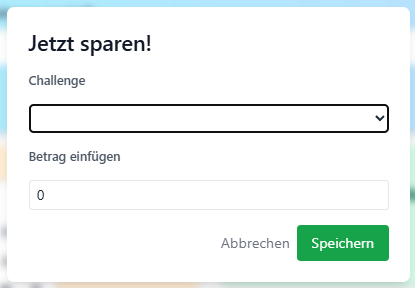 Jetzt sparen!
Challenge
Betrag einfügen
0
Abbrechen Speichern